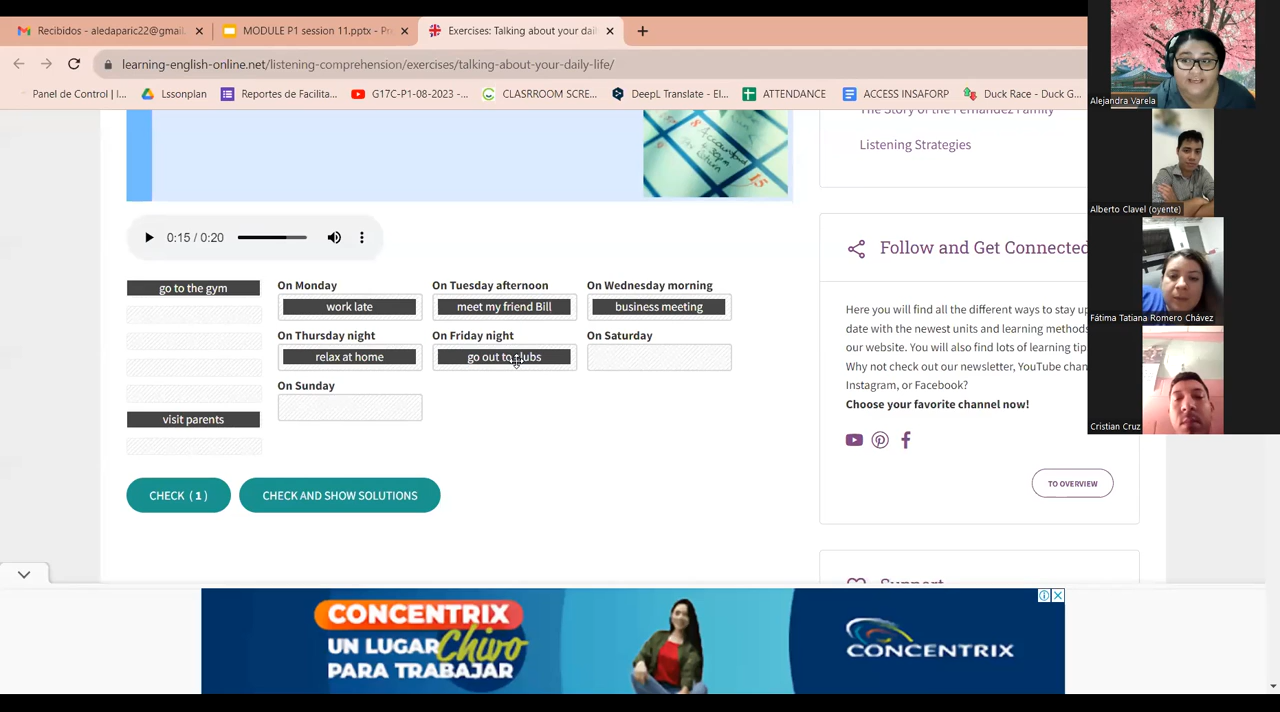 Recibidos - aledaparic22@gmail.
MODULE P1 session 11.pptx - Pre
Exercises: Talking about your dail
learning-english-online.net/listening-comprehension/exercises/talking-about-your-daily-life/
Panel de Control | I...
Lssonplan
Reportes de Facilita...
G17C-P1-08-2023 -...
CLASSROOM SCRE...
DeepL Translate - El...
ATTENDANCE
ACCESS INSAFORP
Duck Race - Duck G...
The Story of the Fernandez Family
Listening Strategies
0:15 / 0:20
go to the gym
visit parents
On Monday
work late
On Tuesday afternoon
meet my friend Bill
On Wednesday morning
business meeting
On Thursday night
relax at home
On Friday night
go out to clubs
On Saturday
On Sunday
CHECK ( 1 )
CHECK AND SHOW SOLUTIONS
Follow and Get Connected
Here you will find all the different ways to stay up
date with the newest units and learning methods
our website. You will also find lots of learning tip
Why not check out our newsletter, YouTube chan
Instagram, or Facebook?
Choose your favorite channel now!
TO OVERVIEW
Support
CONCENTRIX
UN LUGAR Chivo
PARA TRABAJAR
CONCENTRIX
Alejandra Varela
Alberto Clavel (oyente)
Fátima Tatiana Romero Chávez
Cristian Cruz